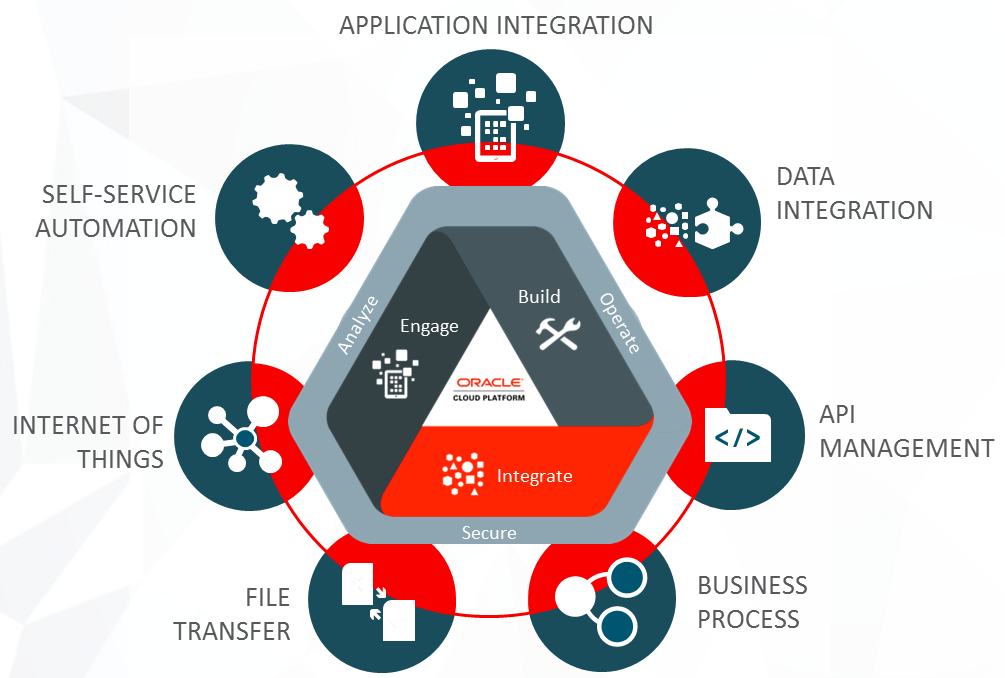 APPLICATION INTEGRATION
DATA
INTEGRATION
SELF-SERVICE
AUTOMATION
Build
Operate
Analyze
Engage
ORACLE®
CLOUD PLATFORM
API
MANAGEMENT
INTERNET OF
THINGS
</>
Integrate
Secure
BUSINESS
PROCESS
FILE
TRANSFER